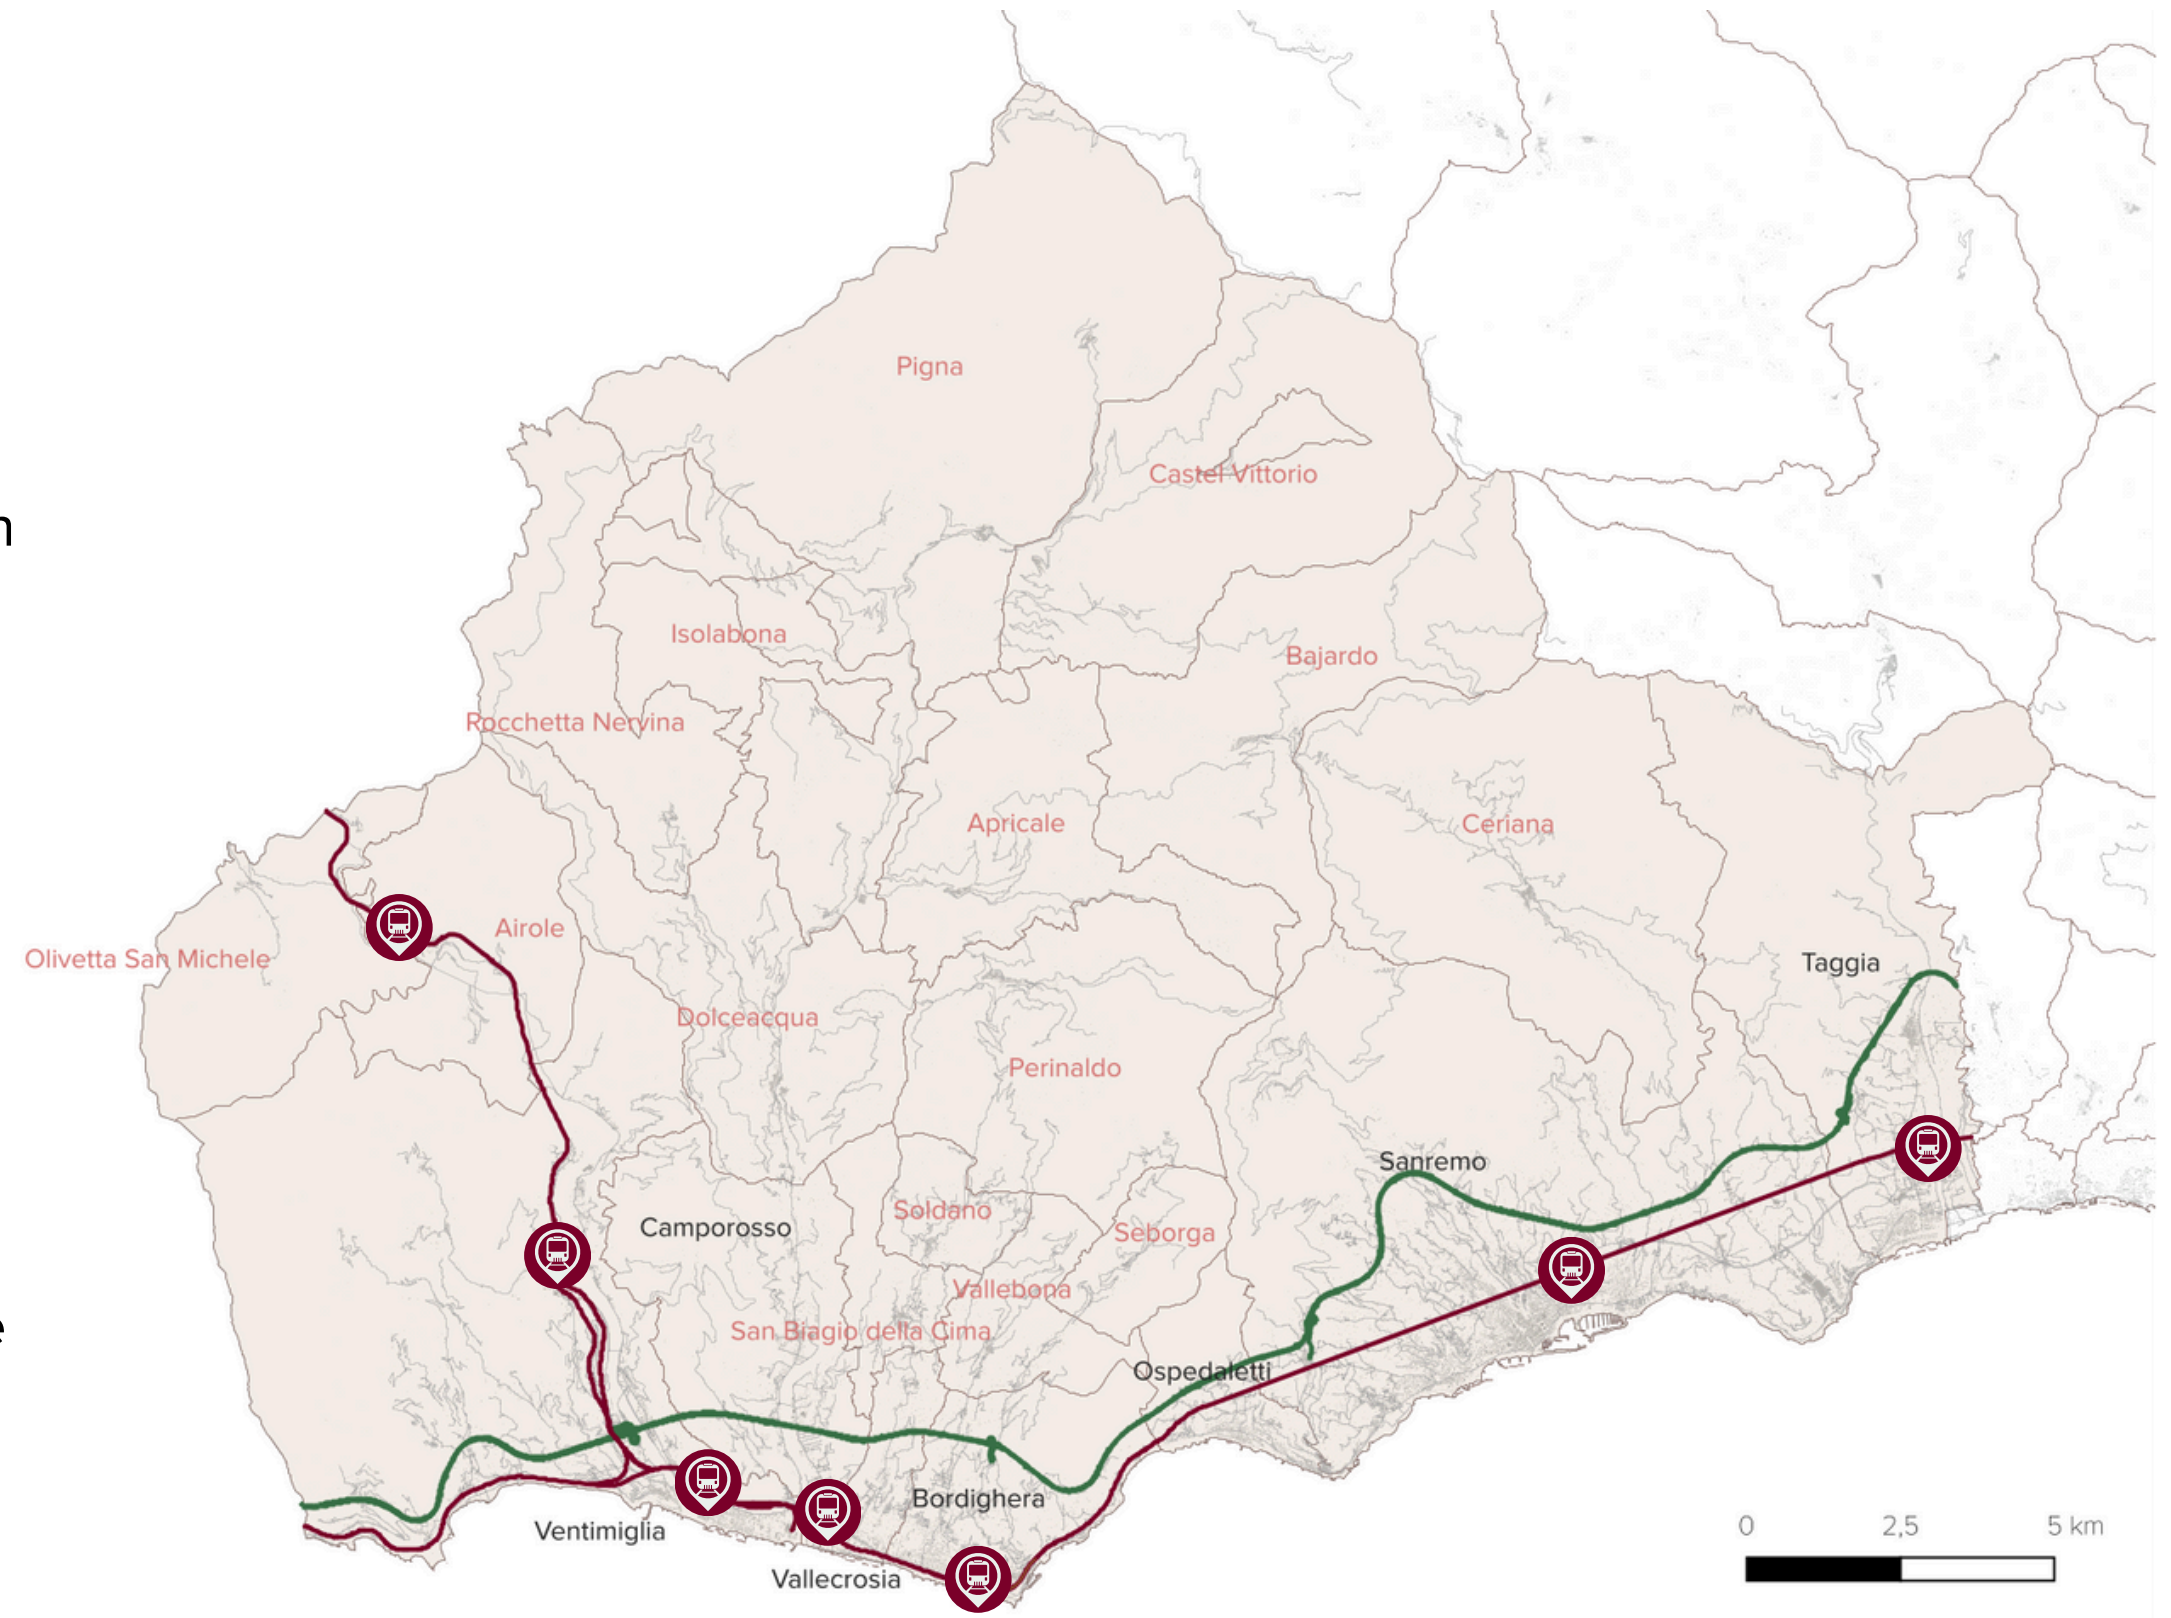 Pigna
Castel Vittorio
n
Isolabona
Bajardo
Rocchetta Nervina
Apricale
Ceriana
Airole
Olivetta San Michele
Taggia
Dolceacqua
Perinaldo
Sanremo
Soldano
Camporosso
Seborga
Vallebona
San Biagio della Cima
e
Ospedaletti
Bordighera
Ventimiglia
0 2,5 5 km
Vallecrosia